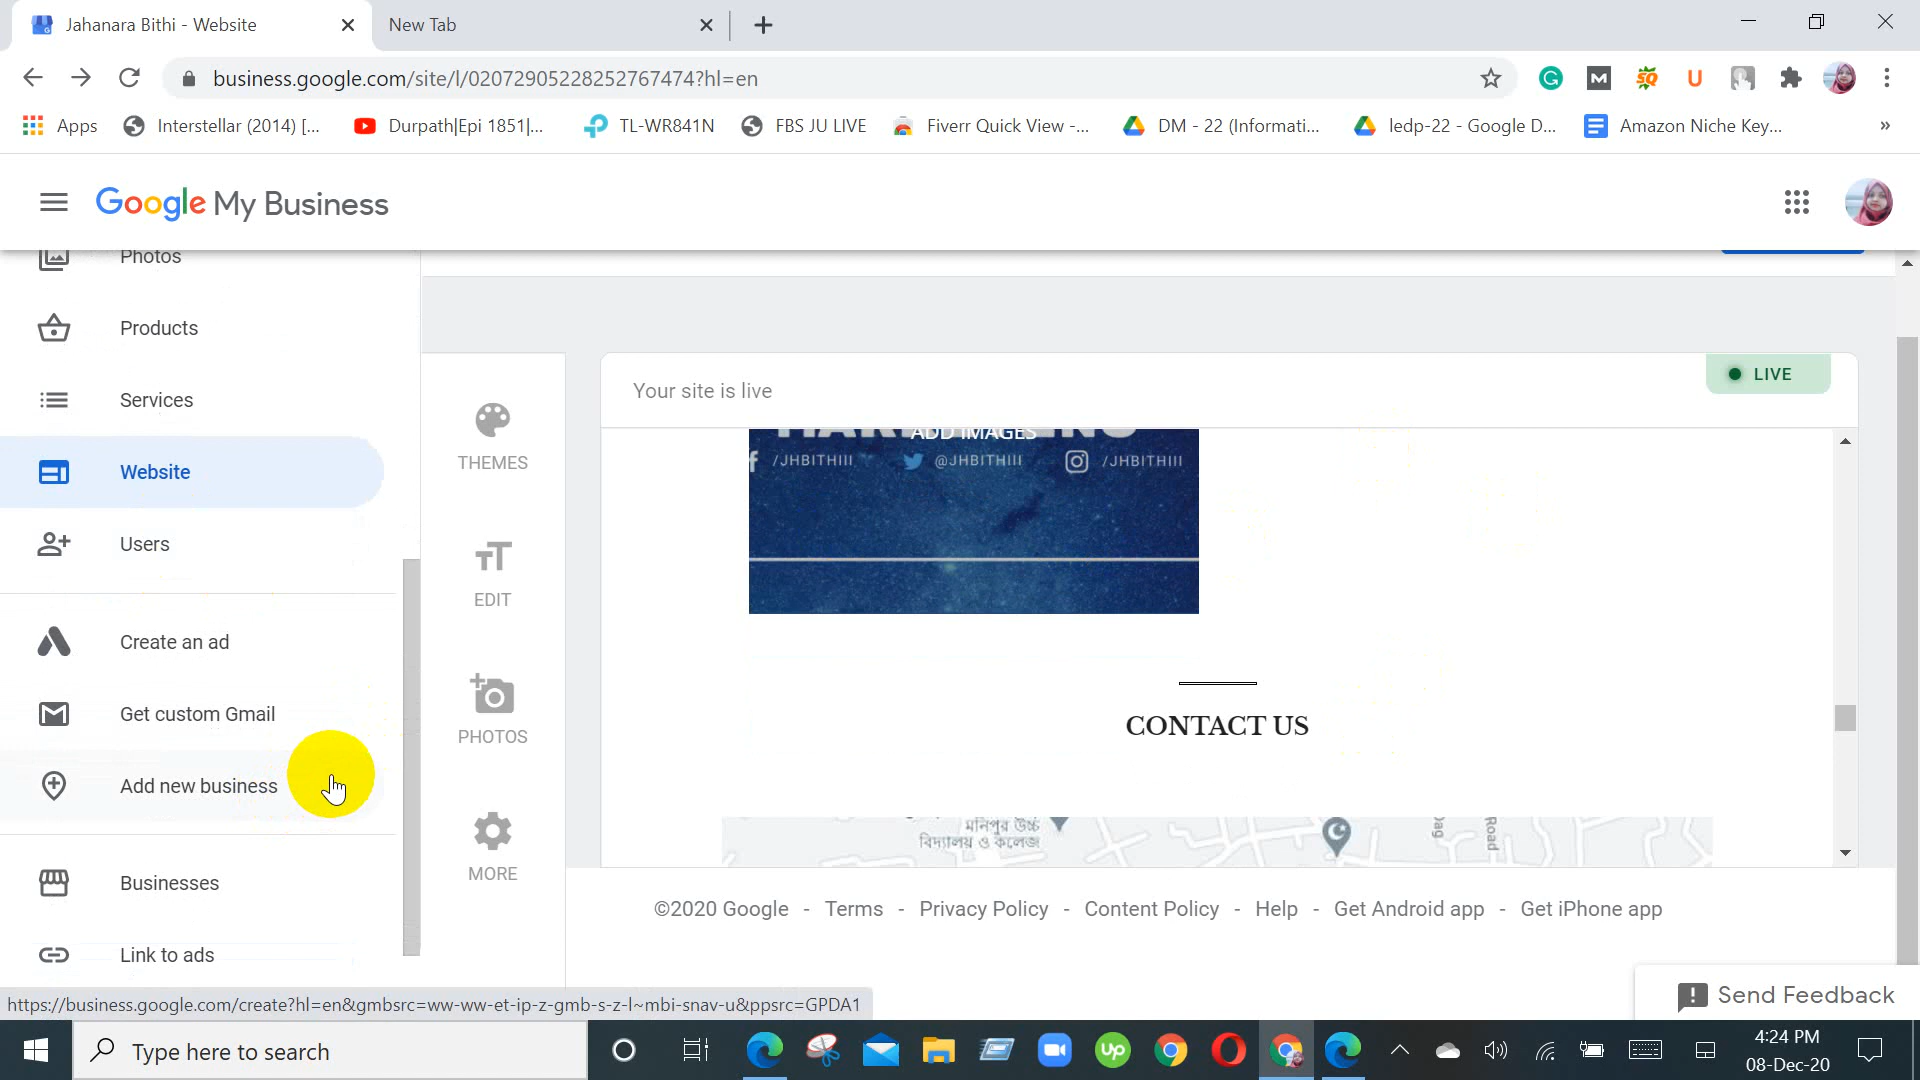 Jahanara Bithi - Website
New Tab
business.google.com/site/l/02072905228252767474?hl=en
Apps
Interstellar (2014) [...
Durpath|Epi 1851|...
TL-WR841N
FBS JU LIVE
Fiverr Quick View -...
DM - 22 (Informati...
ledp-22 - Google D...
Amazon Niche Key...
»
Google My Business
Photos
Products
Services
Website
Users
Create an ad
Get custom Gmail
Add new business
Businesses
Link to ads
THEMES
EDIT
PHOTOS
MORE
Your site is live
LIVE
ADD IMAGES
/JHBITHIII @JHBITHIII /JHBITHIII
CONTACT US
মনিপুর উচ্চ
বিদ্যালয় ও কলেজ
Road
©2020 Google - Terms - Privacy Policy - Content Policy - Help - Get Android app - Get iPhone app
Send Feedback
https://business.google.com/create?hl=en&gmbsrc=ww-ww-et-ip-z-gmb-s-z-l~mbi-snav-u&ppsrc=GPDA1
Type here to search
4:24 PM
08-Dec-20